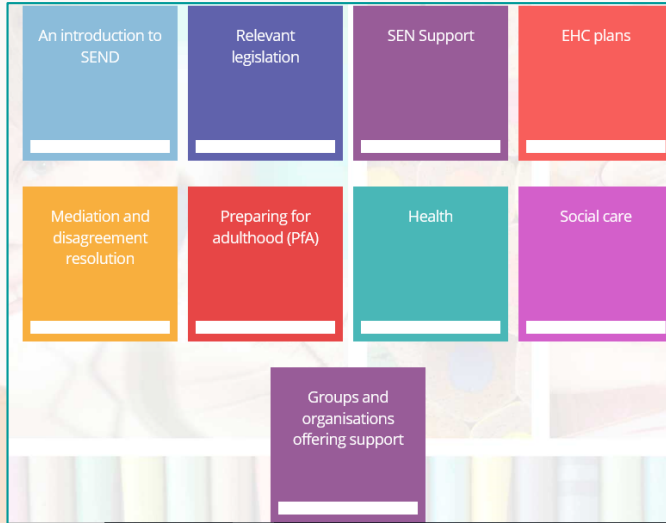 An introduction to
SEND
Relevant
legislation
SEN Support
EHC plans
Mediation and
disagreement
resolution
Preparing for
adulthood (PfA)
Health
Social care
Groups and
organisations
offering support